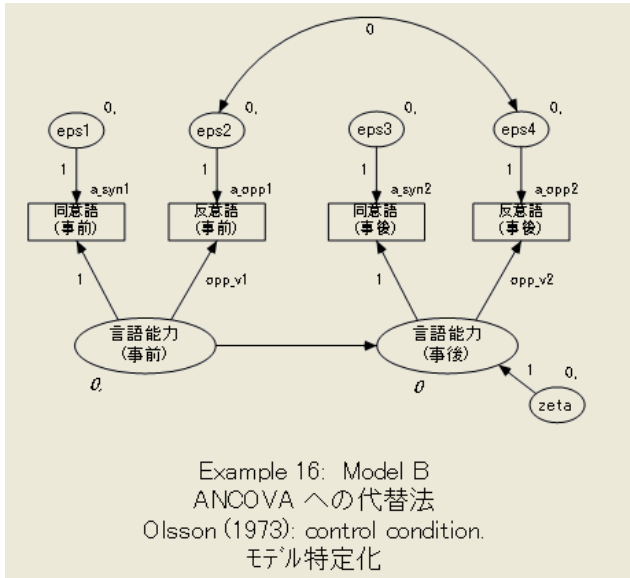 0
0,
0,
0,
0,
eps1
eps2
eps3
eps4
1
1
1
1
a_syn1
a_opp1
a_syn2
a_opp2
同意語
(事前)
反意語
(事前)
同意語
(事後)
反意語
(事後)
1
opp_v1
1
opp_v2
言語能力
(事前)
言語能力
(事後)
0,
0
1
0,
zeta
Example 16: Model B
ANCOVA への代替法
Olsson (1973): control condition.
モデル特定化